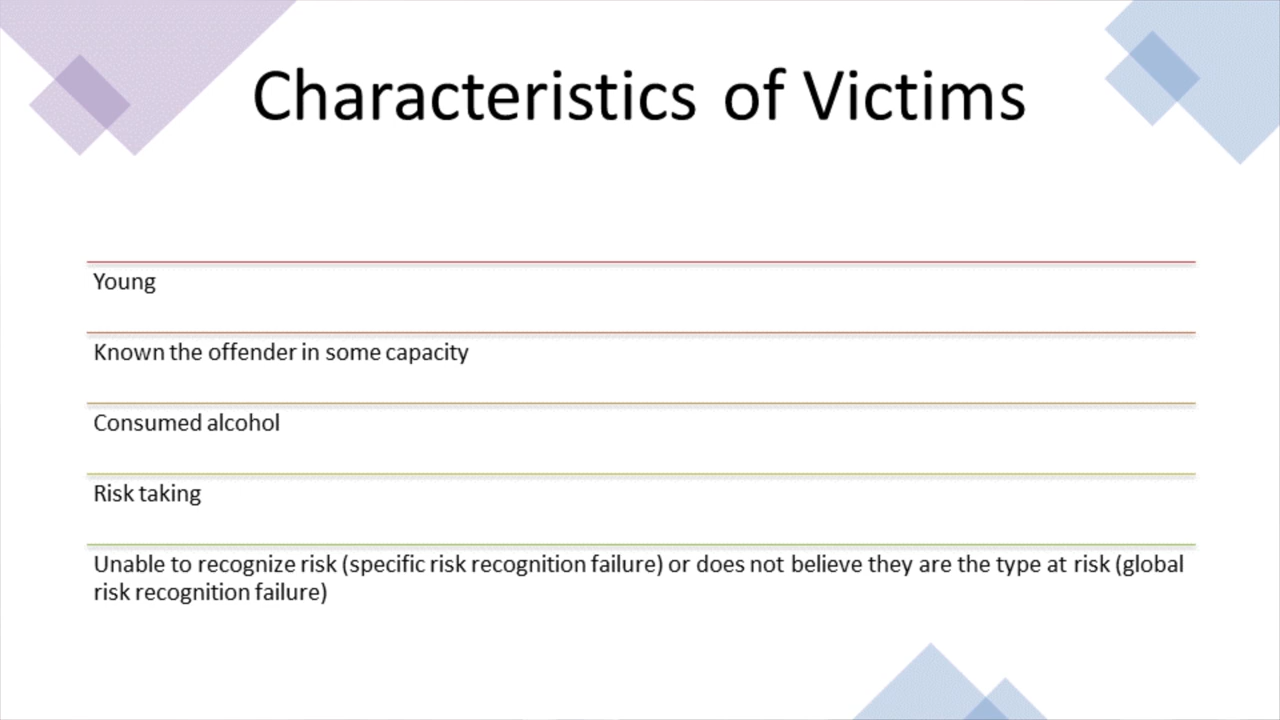 Characteristics of Victims
Young
Known the offender in some capacity
Consumed alcohol
Risk taking
Unable to recognize risk (specific risk recognition failure) or does not believe they are the type at risk (global
risk recognition failure)